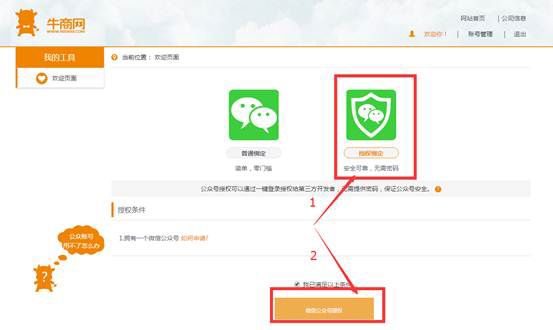 网站首页 | 公司信息
牛商网
欢迎你! | 账号管理 | 退出
我的工具
当前位置： 欢迎页面
欢迎页面
普通绑定
授权绑定
简单，零门槛
安全可靠，无需密码
公众号授权可以通过一键登录授权给第三方开发者，无需提供密码，保证公众号安全。 ?
1
授权条件
公众账号
用不了怎么办
1.拥有一个微信公众号 如何申请?
2
?
我已满足以上条件
微信公众号授权